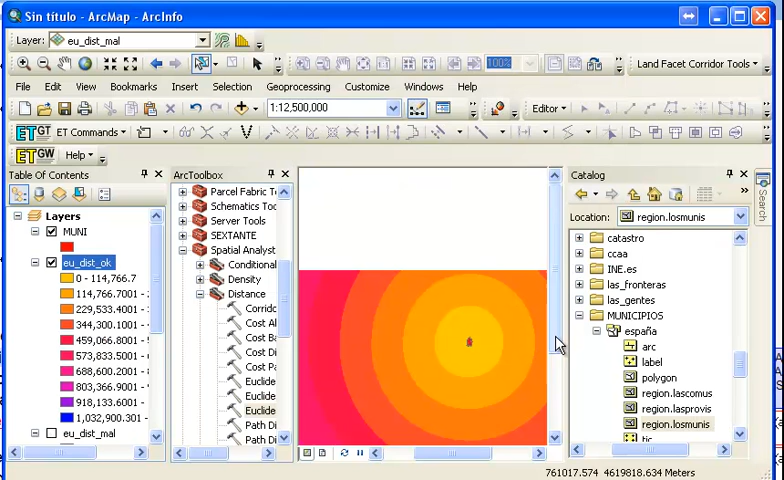 Sin título - ArcMap - ArcInfo
Layer: eu_dist_mal
100% Land Facet Corridor Tools
File Edit View Bookmarks Insert Selection Geoprocessing Customize Windows Help
1:12,500,000 Editor
ET GT ET Commands
ET GW Help
Table Of Contents
Layers
MUNI
eu_dist_ok
0 - 114,766.7
114,766.7001 -
229,533.4001 -
344,300.1001 -
459,066.8001 -
573,833.5001 -
688,600.2001 -
803,366.9001 -
918,133.6001 -
1,032,900.301 -
eu_dist_mal
ArcToolbox
Parcel Fabric T
Schematics Too
Server Tools
SEXTANTE
Spatial Analyst
Conditional
Density
Distance
Corrido
Cost Al
Cost Ba
Cost Di
Cost Pa
Euclide
Euclide
Euclide
Path Di
Path Di
Catalog
Location: region.losmunis
catastro
ccaa
INE.es
las_fronteras
las_gentes
MUNICIPIOS
españa
arc
label
polygon
region.lascomus
region.lasprovis
region.losmunis
tic
Search
761017.574 4619818.634 Meters